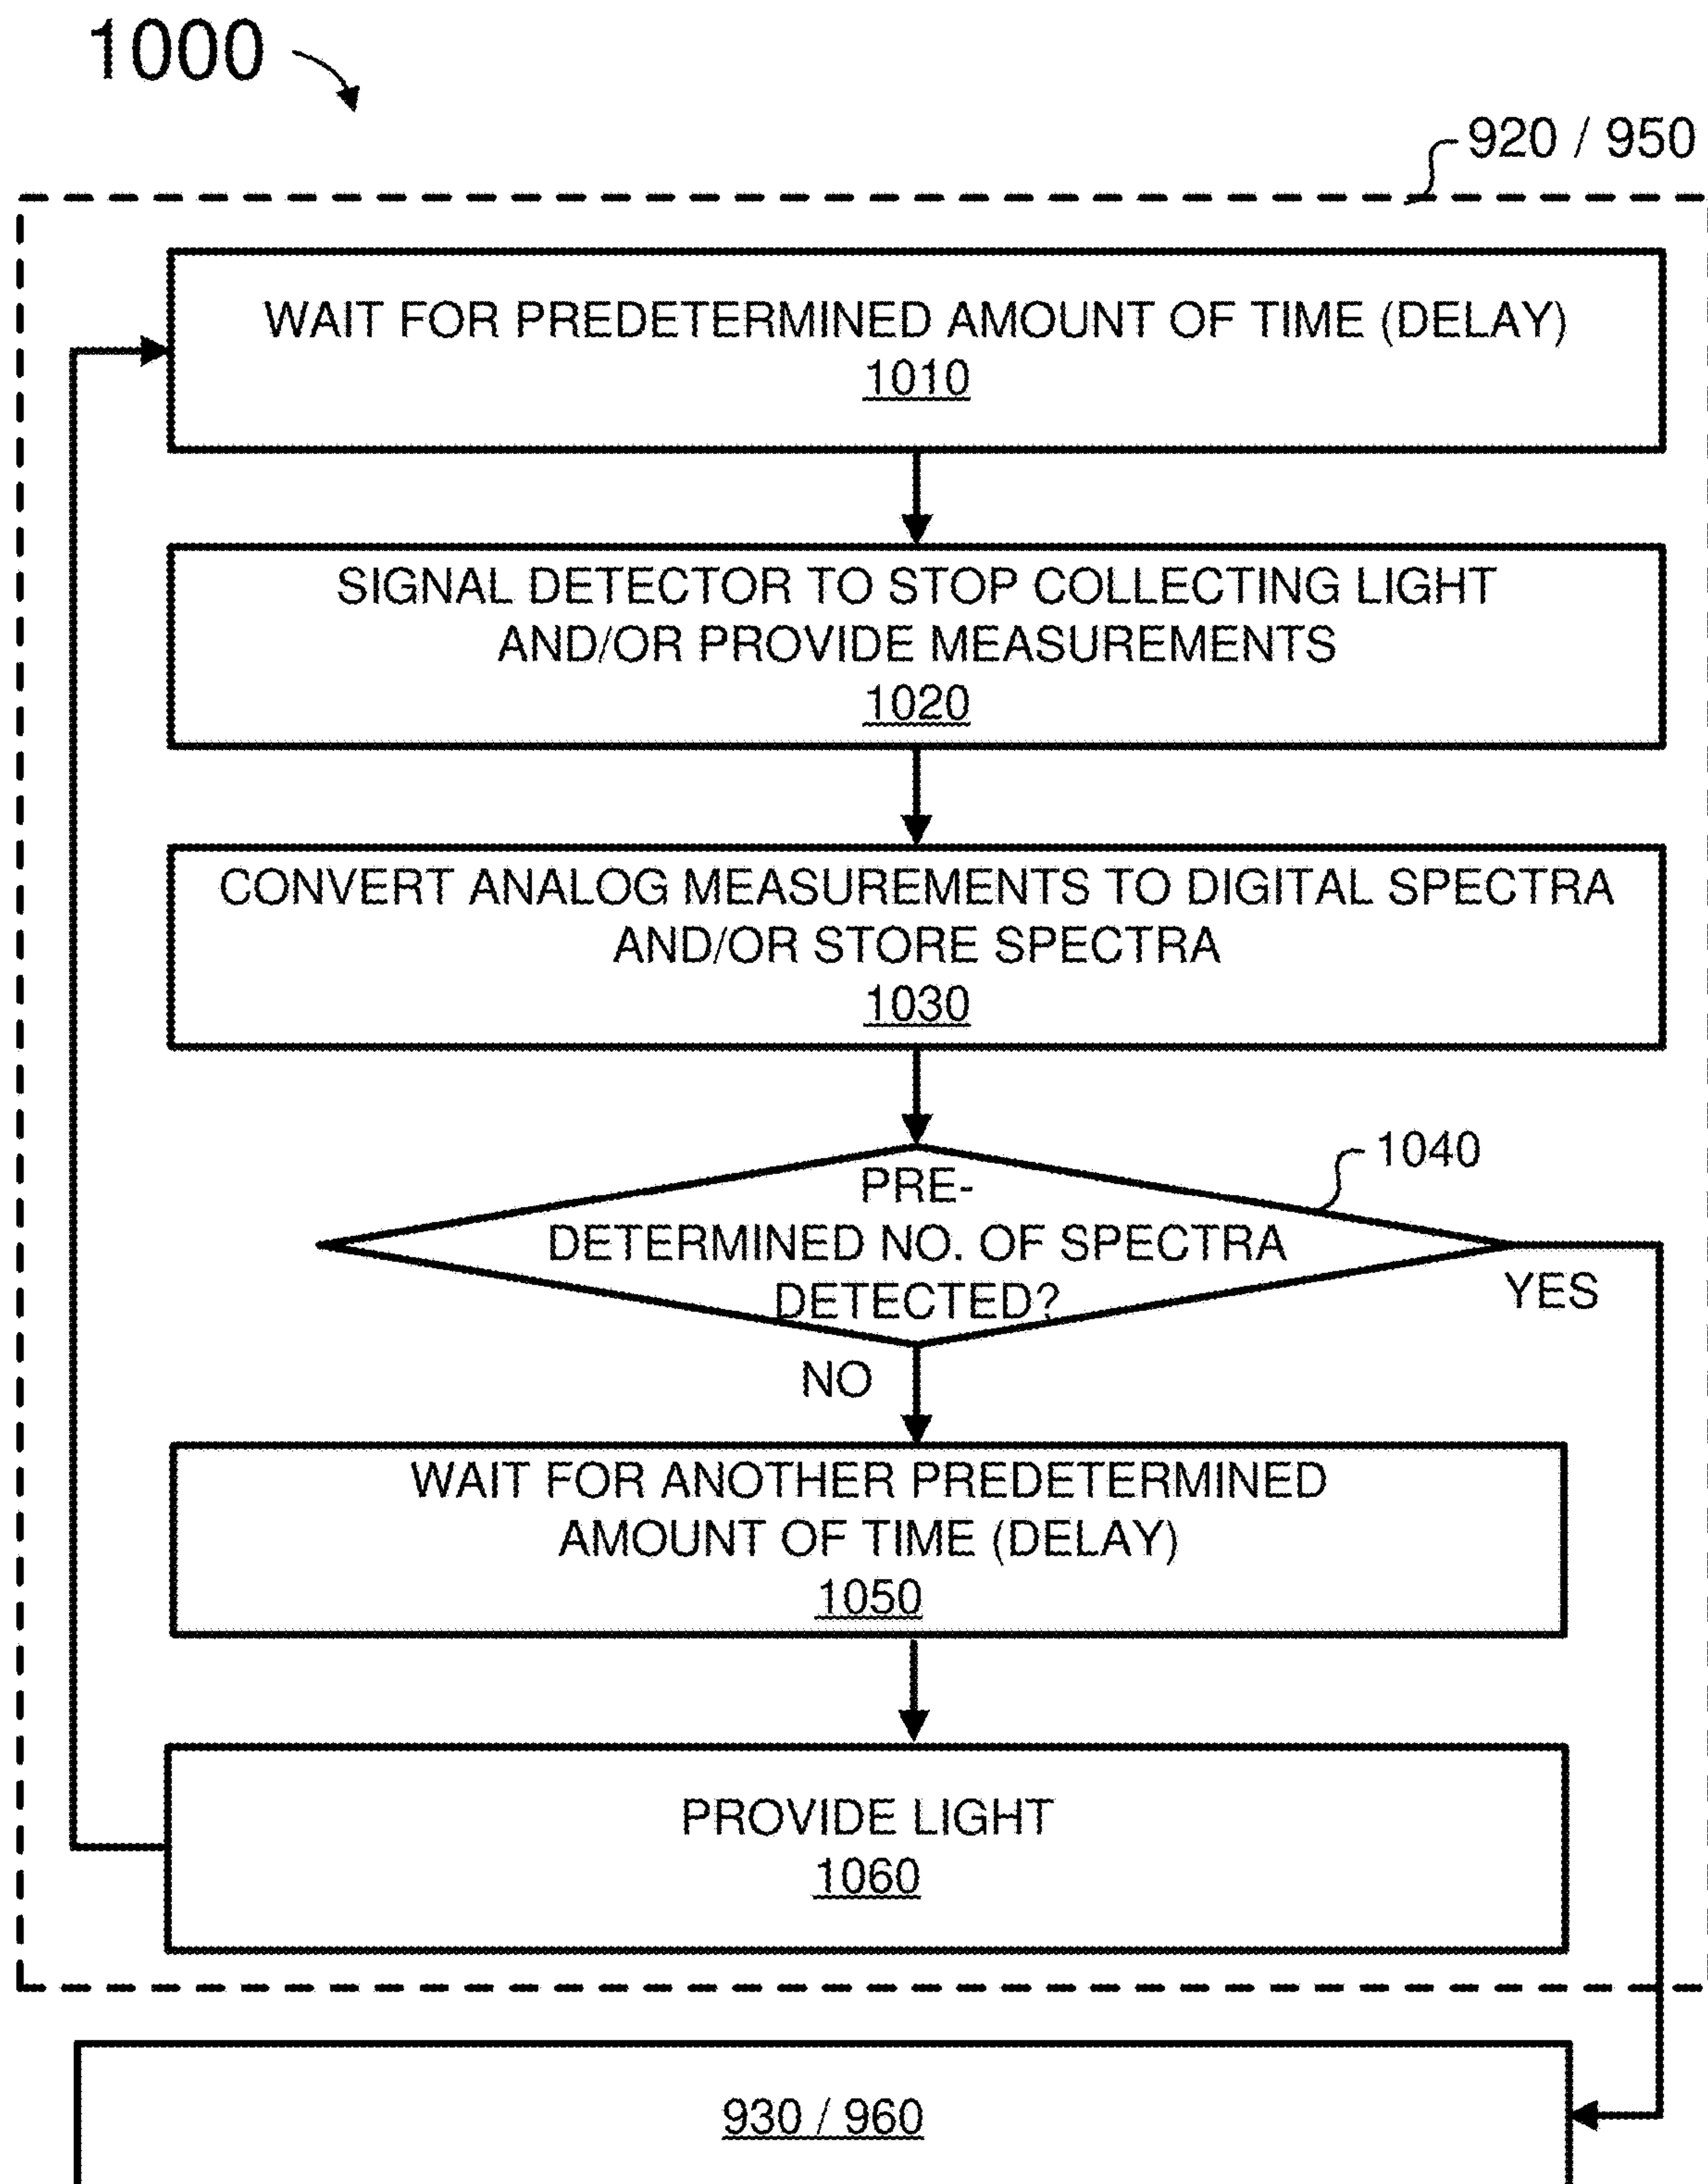 1000
920 / 950
WAIT FOR PREDETERMINED AMOUNT OF TIME (DELAY)
1010
SIGNAL DETECTOR TO STOP COLLECTING LIGHT
AND/OR PROVIDE MEASUREMENTS
1020
CONVERT ANALOG MEASUREMENTS TO DIGITAL SPECTRA
AND/OR STORE SPECTRA
1030
1040
PRE-
DETERMINED NO. OF SPECTRA
DETECTED?
YES
NO
WAIT FOR ANOTHER PREDETERMINED
AMOUNT OF TIME (DELAY)
1050
PROVIDE LIGHT
1060
930 / 960